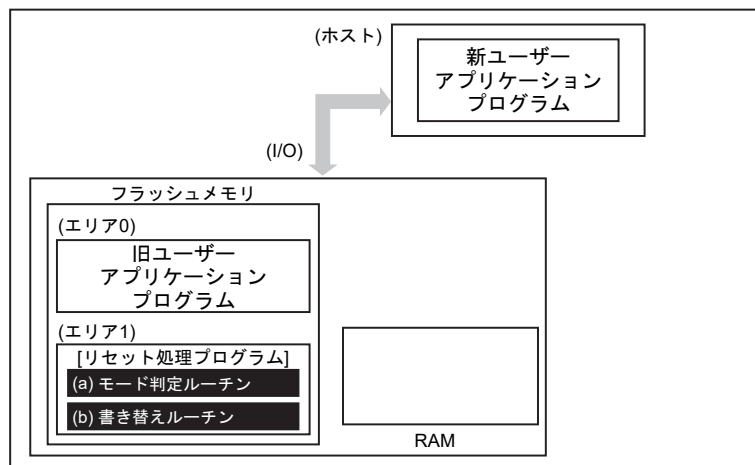 (ホスト)
新ユーザー
アプリケーション
プログラム
(I/O)
フラッシュメモリ
(エリア0)
旧ユーザー
アプリケーション
プログラム
(エリア1)
[リセット処理プログラム]
(a) モード判定ルーチン
(b) 書き替えルーチン
RAM